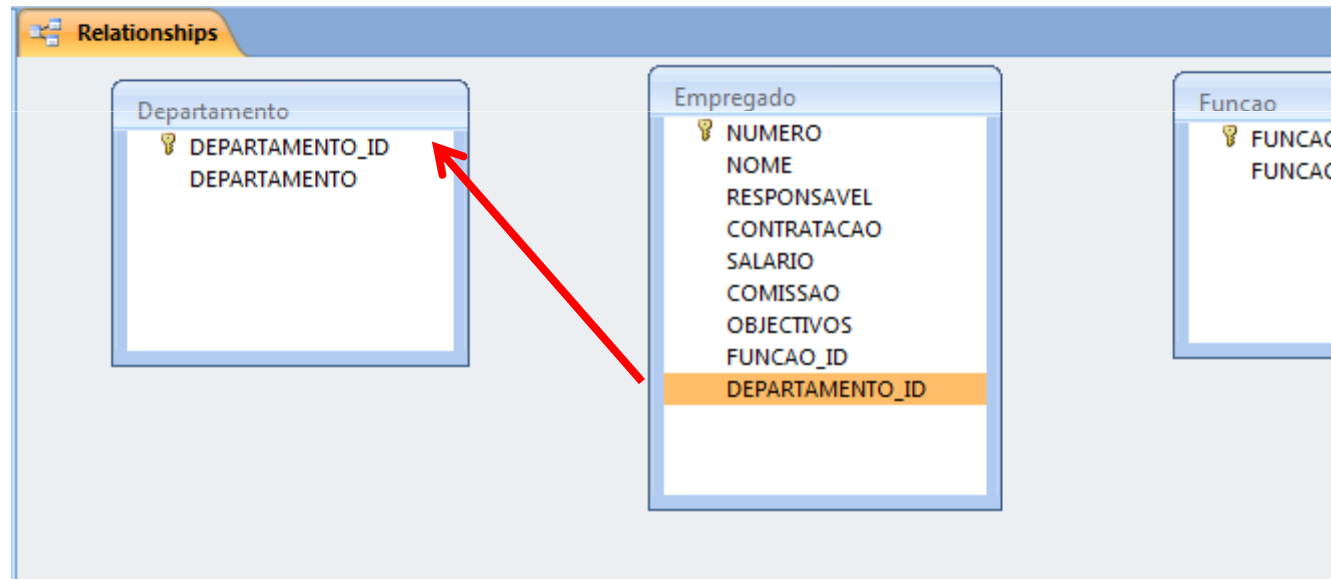 Relationships
Departamento
DEPARTAMENTO_ID
DEPARTAMENTO
Empregado
NUMERO
NOME
RESPONSAVEL
CONTRATACAO
SALARIO
COMISSAO
OBJECTIVOS
FUNCAO_ID
DEPARTAMENTO_ID
Funcao